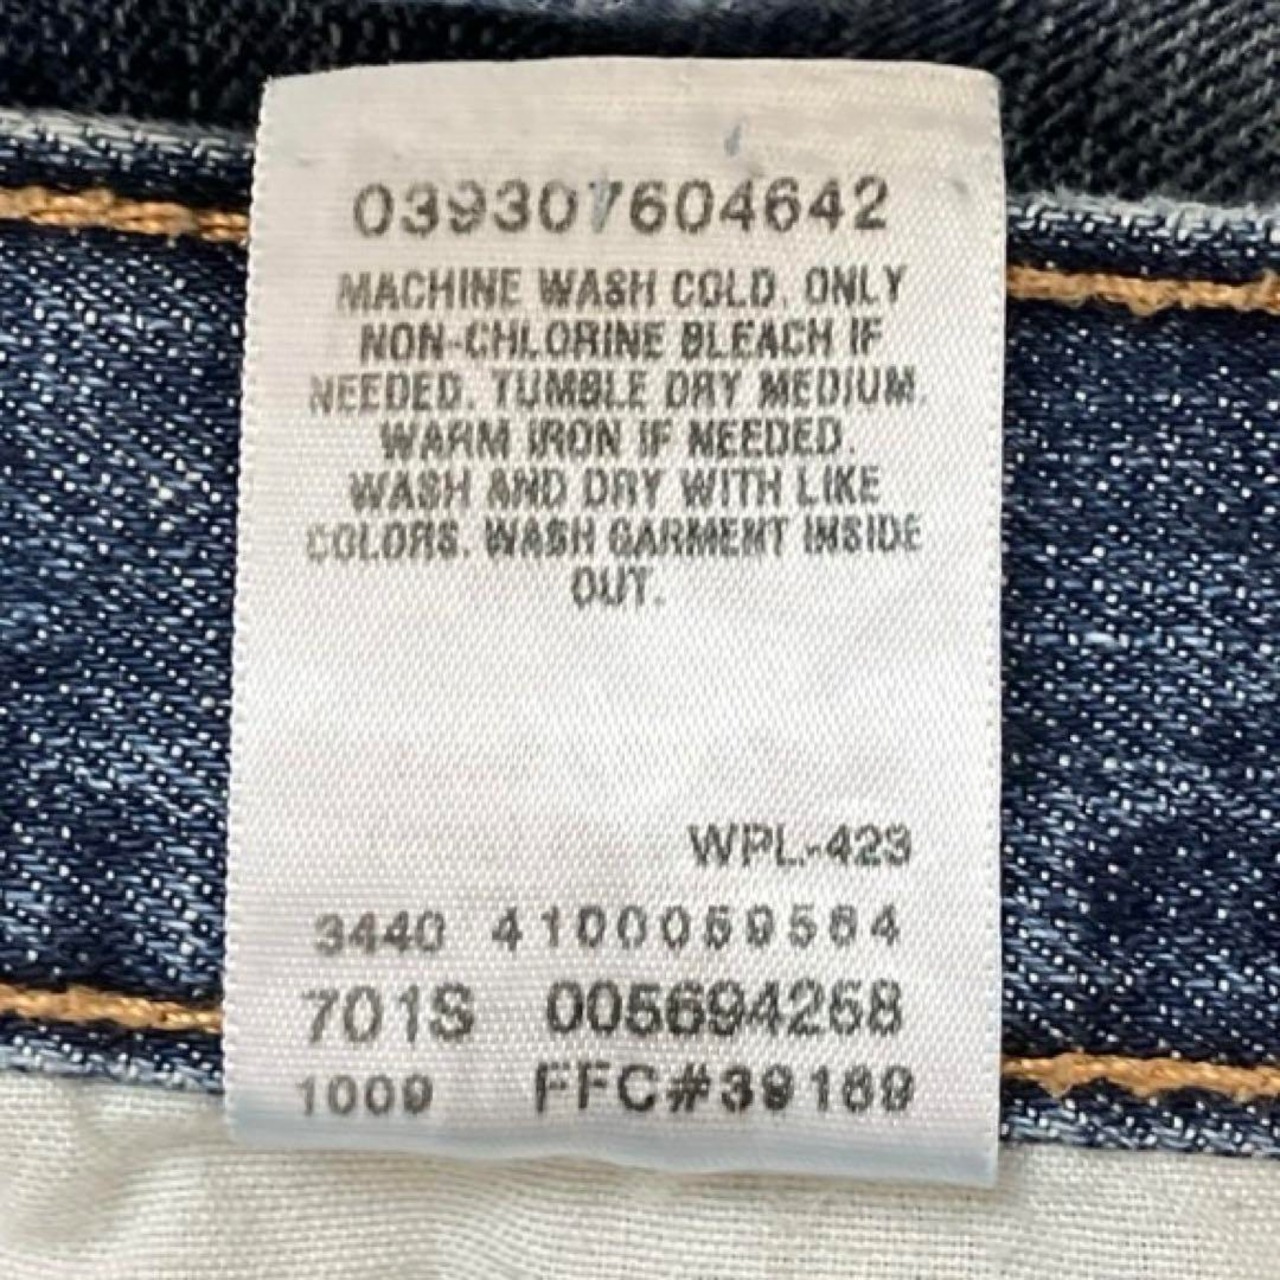 039307604642
MACHINE WASH COLD. ONLY
NON-CHLORINE BLEACH IF
NEEDED. TUMBLE DRY MEDIUM.
WARM IRON IF NEEDED.
WASH AND DRY WITH LIKE
COLORS. WASH GARMENT INSIDE
OUT.
WPL-423
3440 4100059564
701S 005694268
1009 FFC#39169